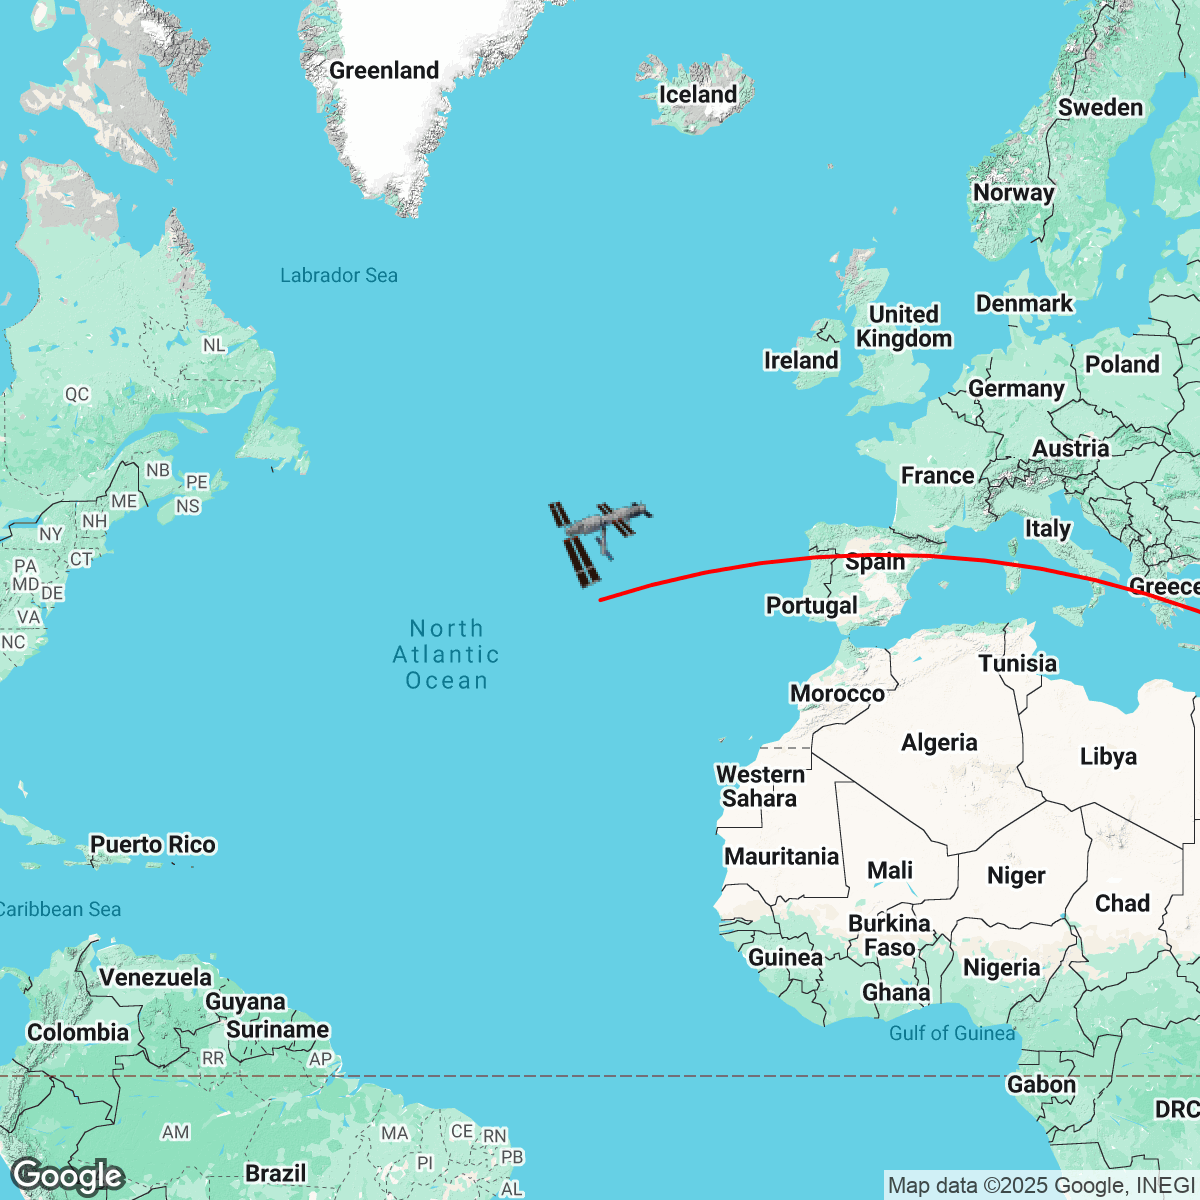 Greenland
Iceland
Sweden
Norway
Labrador Sea
Denmark
United
Kingdom
NL
Ireland
Poland
Germany
QC
Austria
France
NB
PE
ME
NS
NH
NY
Italy
CT
Spain
PA
MD
DE
Greece
Portugal
VA
North
Atlantic
Ocean
NC
Tunisia
Morocco
Algeria
Libya
Western
Sahara
Puerto Rico
Mauritania
Mali
Niger
Chad
Caribbean Sea
Burkina
Faso
Guinea
Nigeria
Venezuela
Ghana
Guyana
Suriname
Colombia
Gulf of Guinea
RR
AP
Gabon
DRC
AM
MA
CE
RN
PB
PI
Brazil
AL
Google
Map data ©2025 Google, INEGI